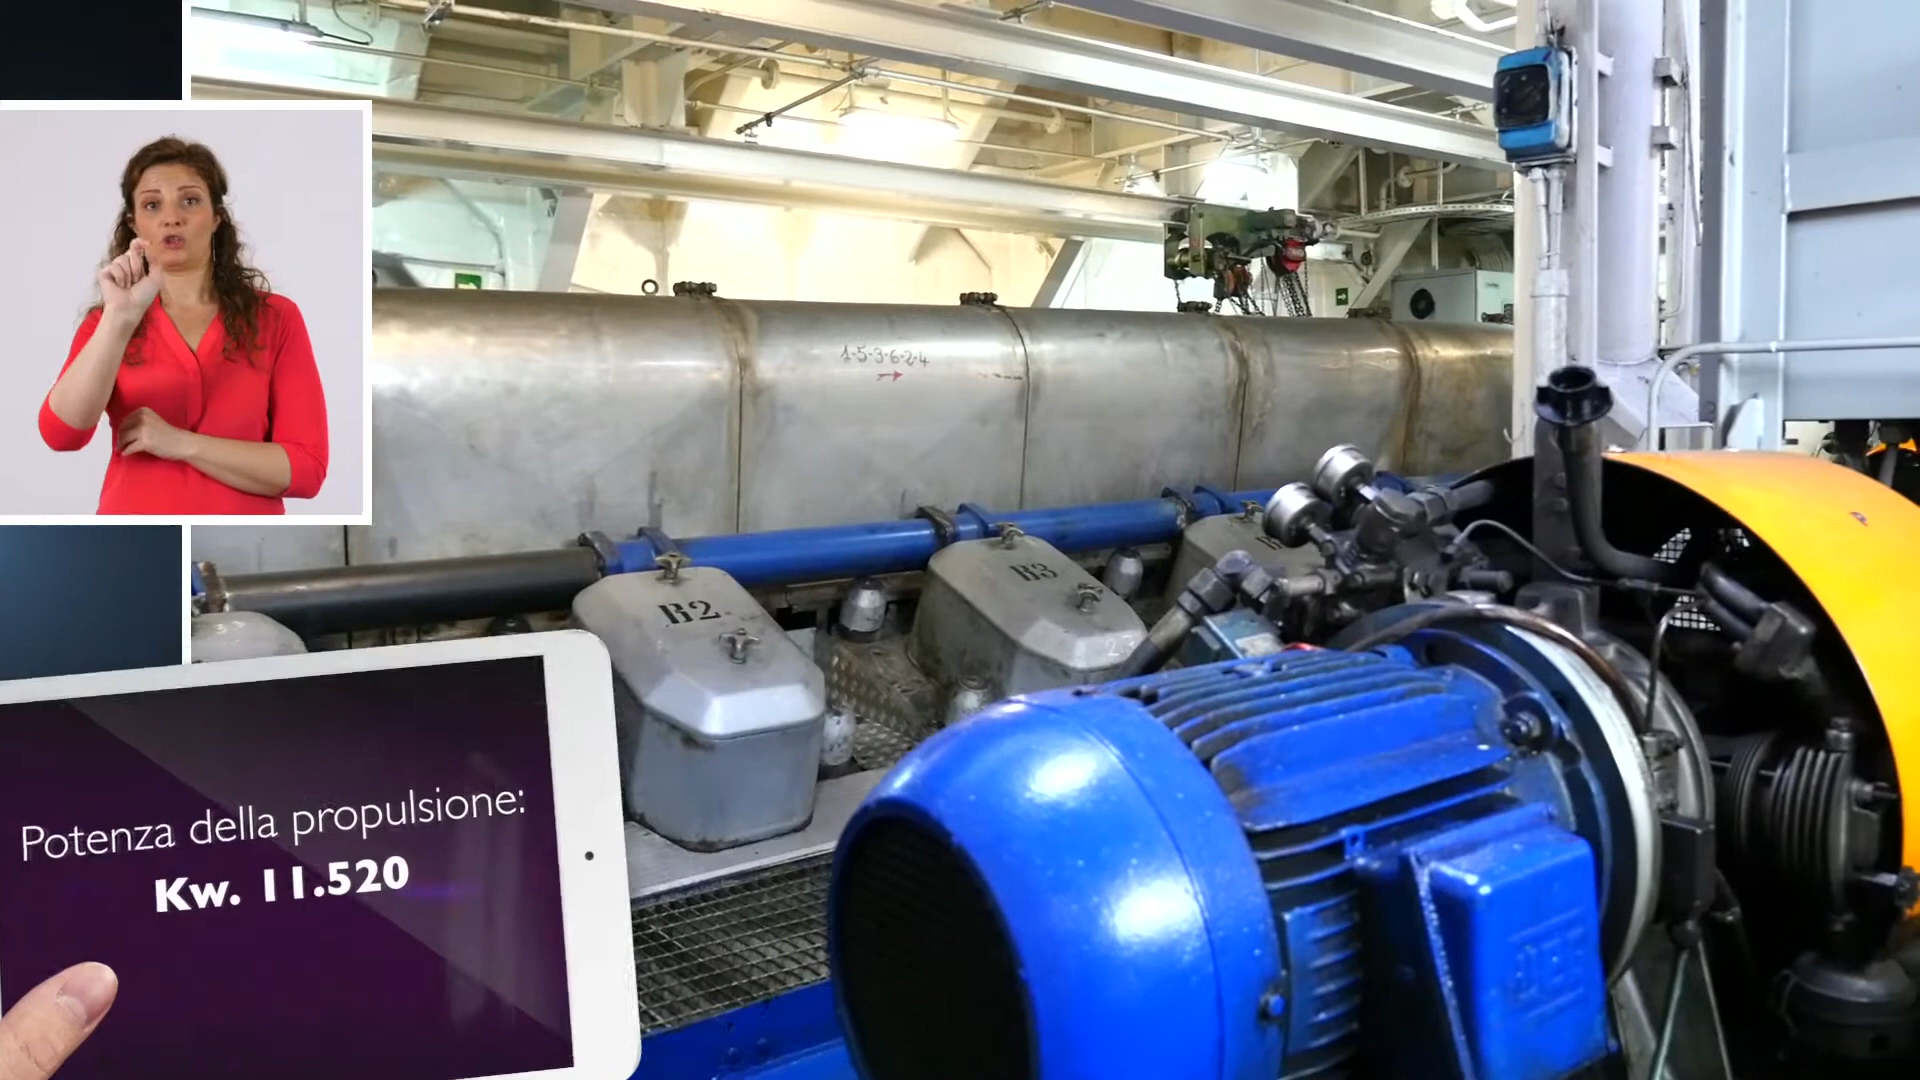 1-5-3-6-2-4
B2.
B3
Potenza della propulsione:
Kw. 11.520